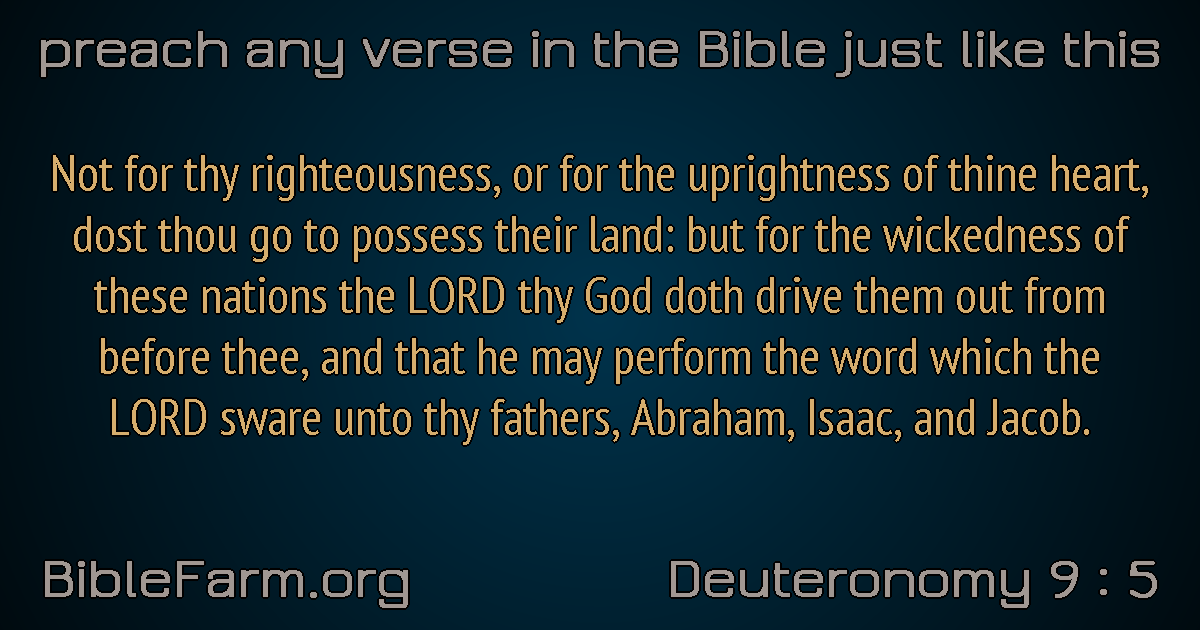 preach any verse in the Bible just like this
Not for thy righteousness, or for the uprightness of thine heart,
dost thou go to possess their land: but for the wickedness of
these nations the LORD thy God doth drive them out from
before thee, and that he may perform the word which the
LORD sware unto thy fathers, Abraham, Isaac, and Jacob.
BibleFarm.org
Deuteronomy 9 : 5